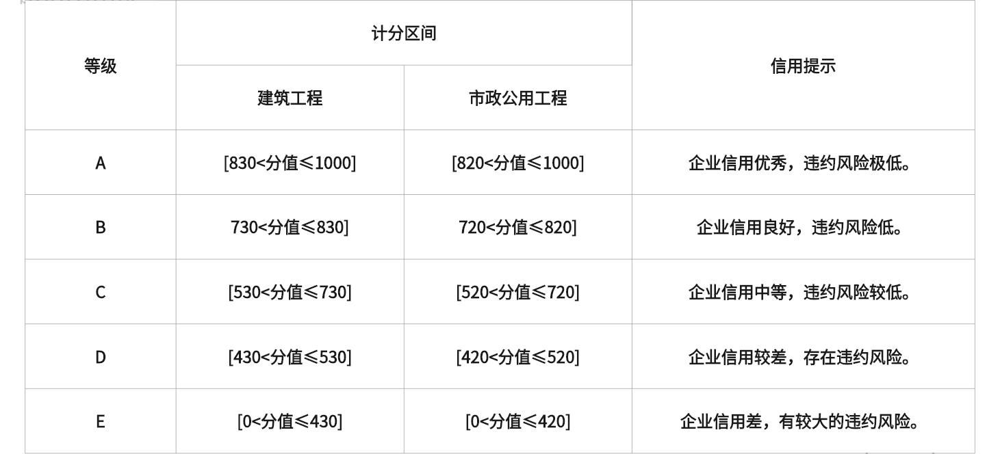 等级
计分区间
信用提示
建筑工程
市政公用工程
A
[830<分值≤1000]
[820<分值≤1000]
企业信用优秀，违约风险极低。
B
730<分值≤830]
720<分值≤820]
企业信用良好，违约风险低。
C
[530<分值≤730]
[520<分值≤720]
企业信用中等，违约风险较低。
D
[430<分值≤530]
[420<分值≤520]
企业信用较差，存在违约风险。
E
[0<分值≤430]
[0<分值≤420]
企业信用差，有较大的违约风险。